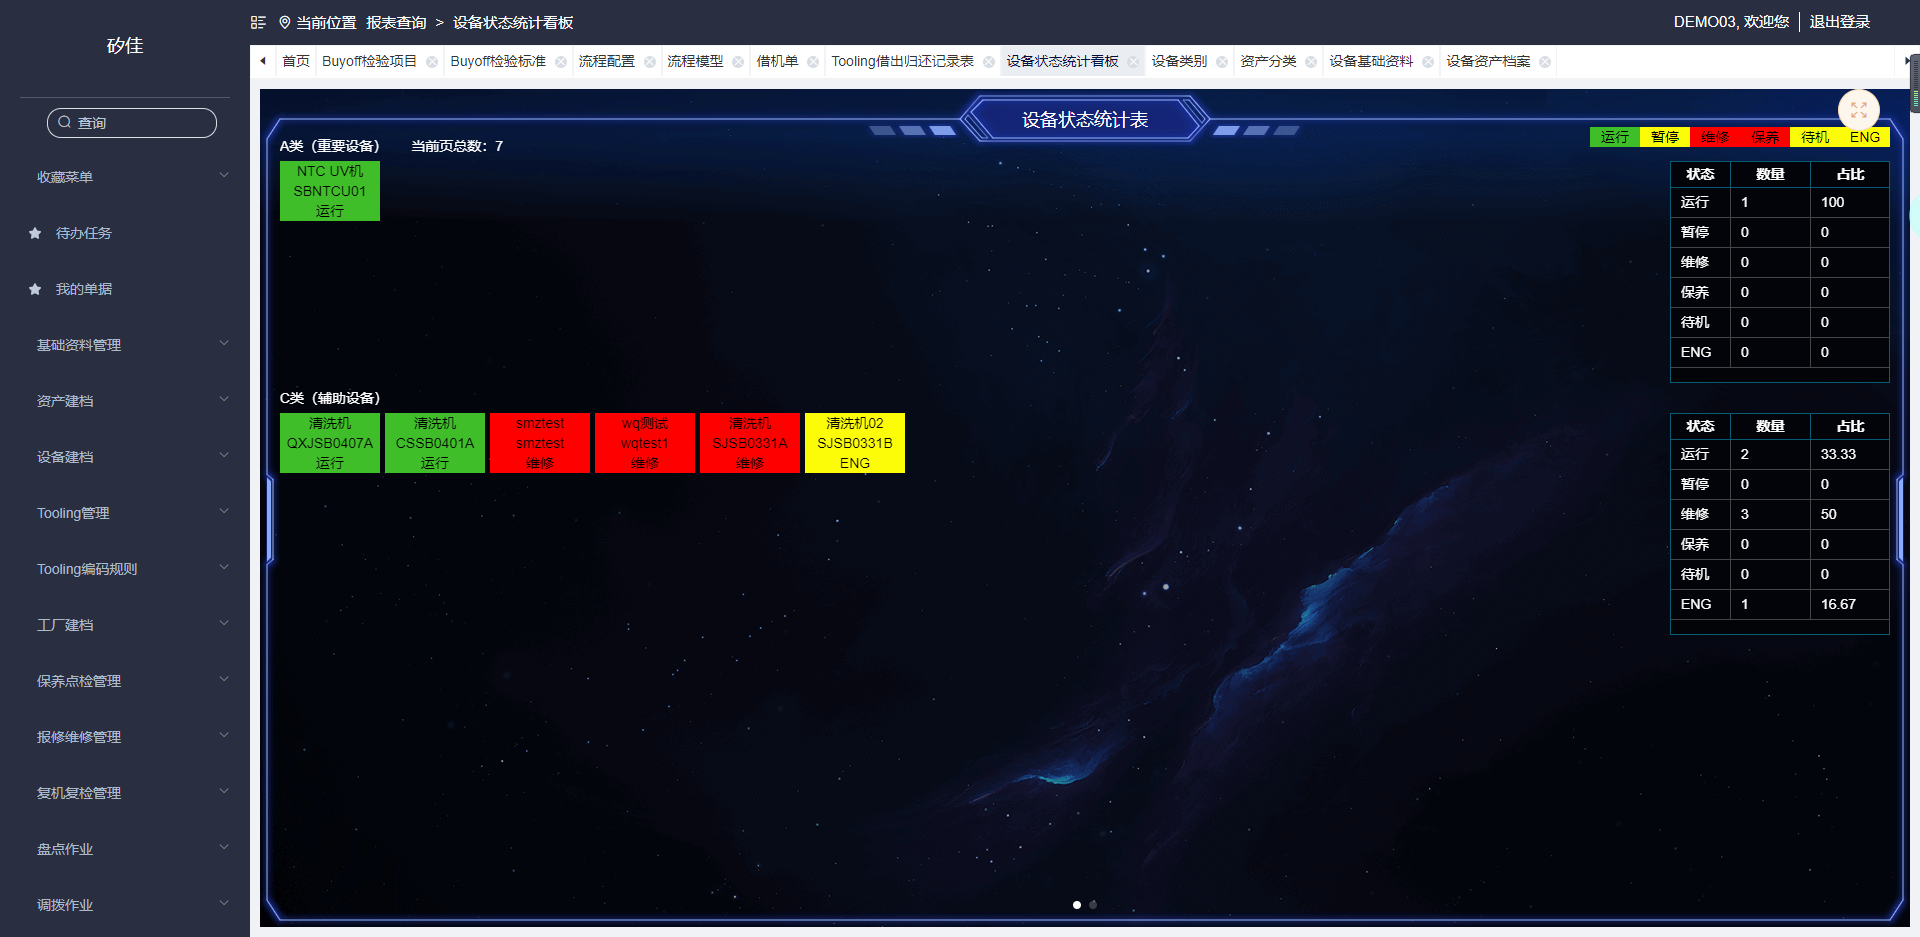 矽佳
查询
收藏菜单
待办任务
我的单据
基础资料管理
资产建档
设备建档
Tooling管理
Tooling编码规则
工厂建档
保养点检管理
报修维修管理
复机复检管理
盘点作业
调拨作业
当前位置 报表查询 > 设备状态统计看板
DEMO03, 欢迎您 退出登录
首页 Buyoff检验项目 Buyoff检验标准 流程配置 流程模型 借机单 Tooling借出归还记录表 设备状态统计看板 设备类别 资产分类 设备基础资料 设备资产档案
设备状态统计表
运行 暂停 维修 保养 待机 ENG
A类（重要设备） 当前页总数：7
NTC UV机
SBNTCU01
运行
状态 数量 占比
运行 1 100
暂停 0 0
维修 0 0
保养 0 0
待机 0 0
ENG 0 0
C类（辅助设备）
清洗机 清洗机 smztest wq测试 清洗机 清洗机02
QXJSB0407A CSSB0401A smztest wqtest1 SJSB0331A SJSB0331B
运行 运行 维修 维修 维修 ENG
状态 数量 占比
运行 2 33.33
暂停 0 0
维修 3 50
保养 0 0
待机 0 0
ENG 1 16.67